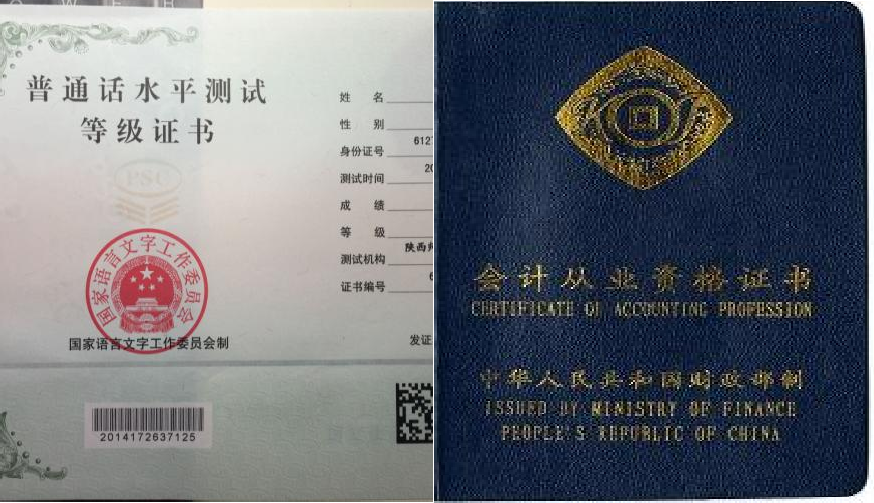 普通话水平测试
等级证书
PSC
国家语言文字工作委员会
国家语言文字工作委员会制
2014172637125
姓 名
性 别
身份证号 6127
测试时间 20
成 绩
等 级
测试机构 陕西
证书编号 6
发证
会计从业资格证书
CERTIFICATE OF ACCOUNTING PROFESSION
中华人民共和国财政部制
ISSUED BY MINISTRY OF FINANCE
PEOPLE'S REPUBLIC OF CHINA